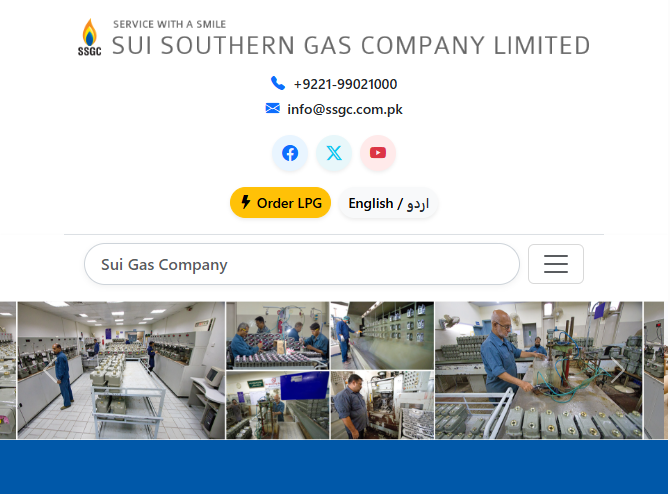 SERVICE WITH A SMILE
SSGC
SUI SOUTHERN GAS COMPANY LIMITED
+9221-99021000
info@ssgc.com.pk
Order LPG
English / اردو
Sui Gas Company